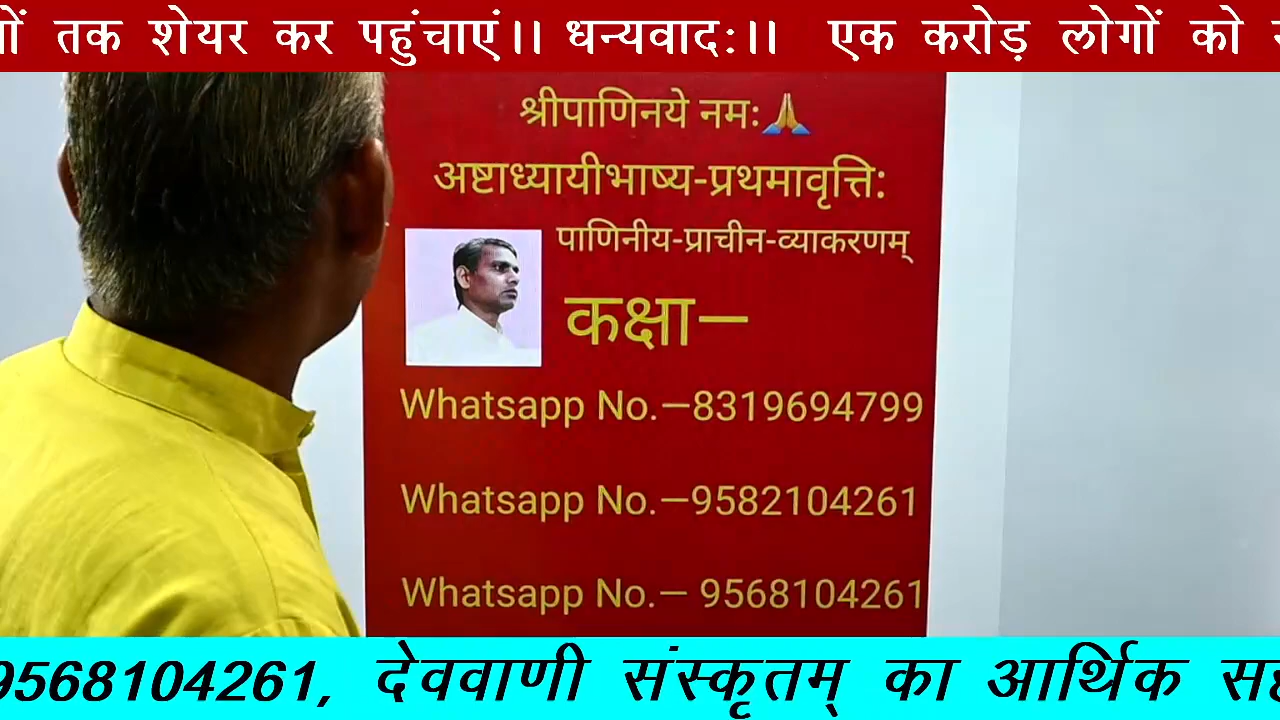 तक शेयर कर पहुंचाएं।। धन्यवादः।। एक करोड़ लोगों को
श्रीपाणिनये नमः🙏
अष्टाध्यायीभाष्य-प्रथमावृत्तिः
पाणिनीय-प्राचीन-व्याकरणम्
कक्षा—
Whatsapp No.—8319694799
Whatsapp No.—9582104261
Whatsapp No.— 9568104261
9568104261, देववाणी संस्कृतम् का आर्थिक